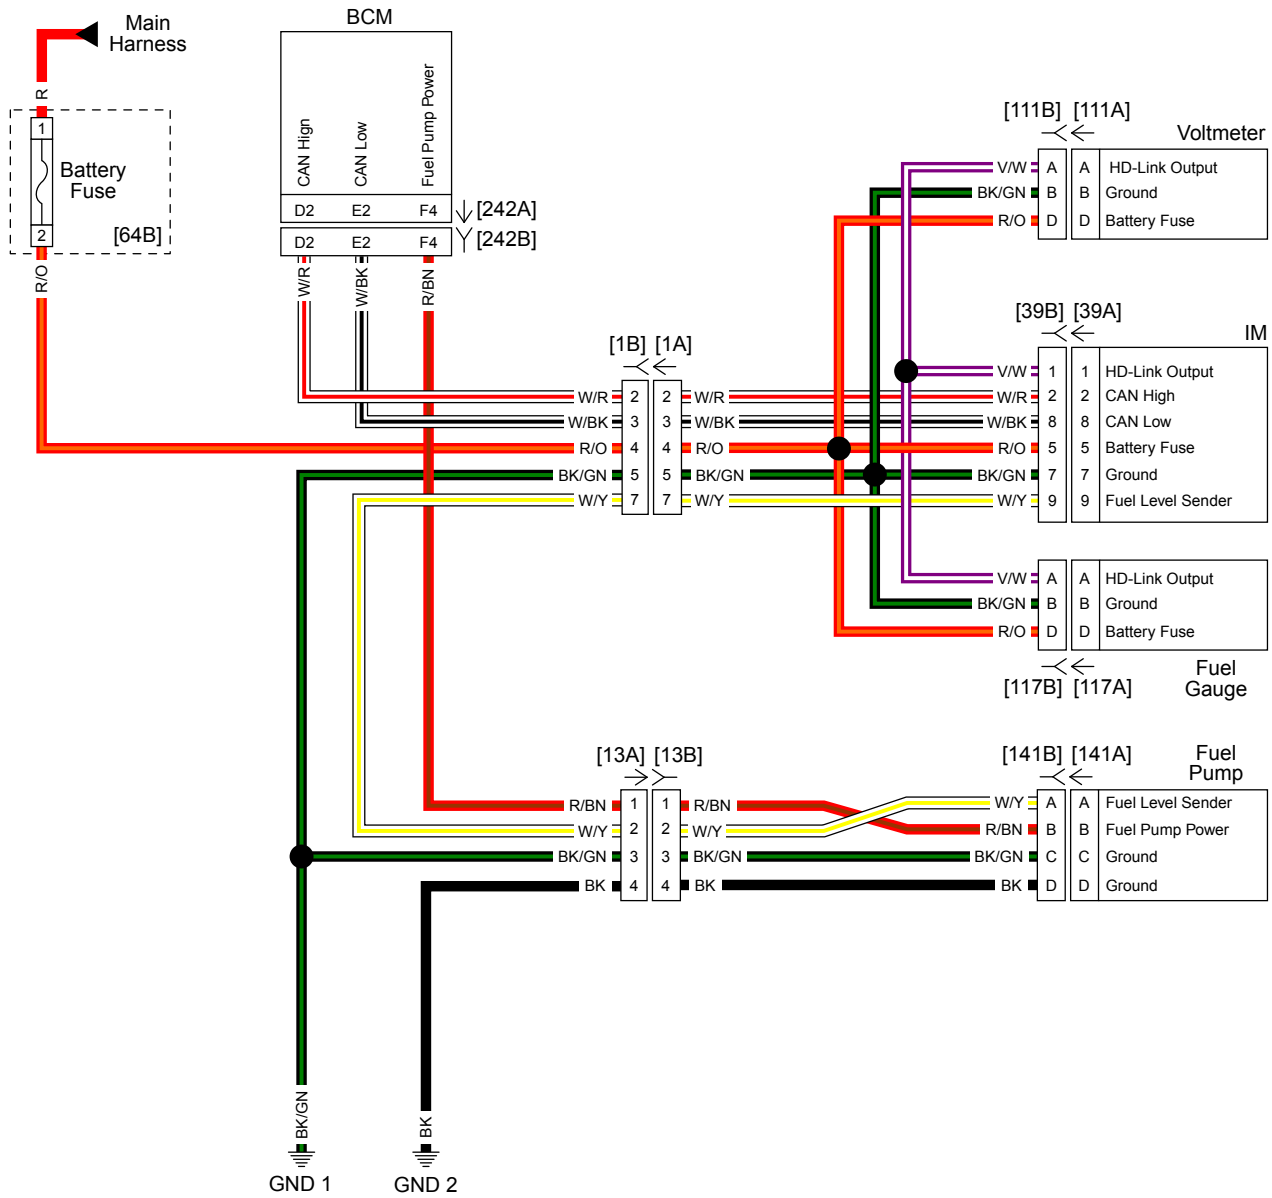 Main
Harness
R
1
Battery
Fuse
2
[64B]
R/O
BCM
CAN Hign
CAN Low
Fuel Pump Power
D2 E2 F4 [242A]
D2 E2 F4 [242B]
W/R W/BK R/BN
[1B] [1A]
W/R 2 2 W/R
W/BK 3 3 W/BK
R/O 4 4 R/O
BK/GN 5 5 BK/GN
W/Y 7 7 W/Y
[111B] [111A]
Voltmeter
V/W A A HD-Link Output
BK/GN B B Ground
R/O D D Battery Fuse
[39B] [39A]
IM
V/W 1 1 HD-Link Output
W/R 2 2 CAN High
W/BK 8 8 CAN Low
R/O 5 5 Battery Fuse
BK/GN 7 7 Ground
W/Y 9 9 Fuel Level Sender
V/W A A HD-Link Output
BK/GN B B Ground
R/O D D Battery Fuse
[117B] [117A]
Fuel
Gauge
[13A] [13B]
R/BN 1 1 R/BN
W/Y 2 2 W/Y
BK/GN 3 3 BK/GN
BK 4 4 BK
[141B] [141A]
Fuel
Pump
W/Y A A Fuel Level Sender
R/BN B B Fuel Pump Power
BK/GN C C Ground
BK D D Ground
BK/GN
BK
GND 1
GND 2